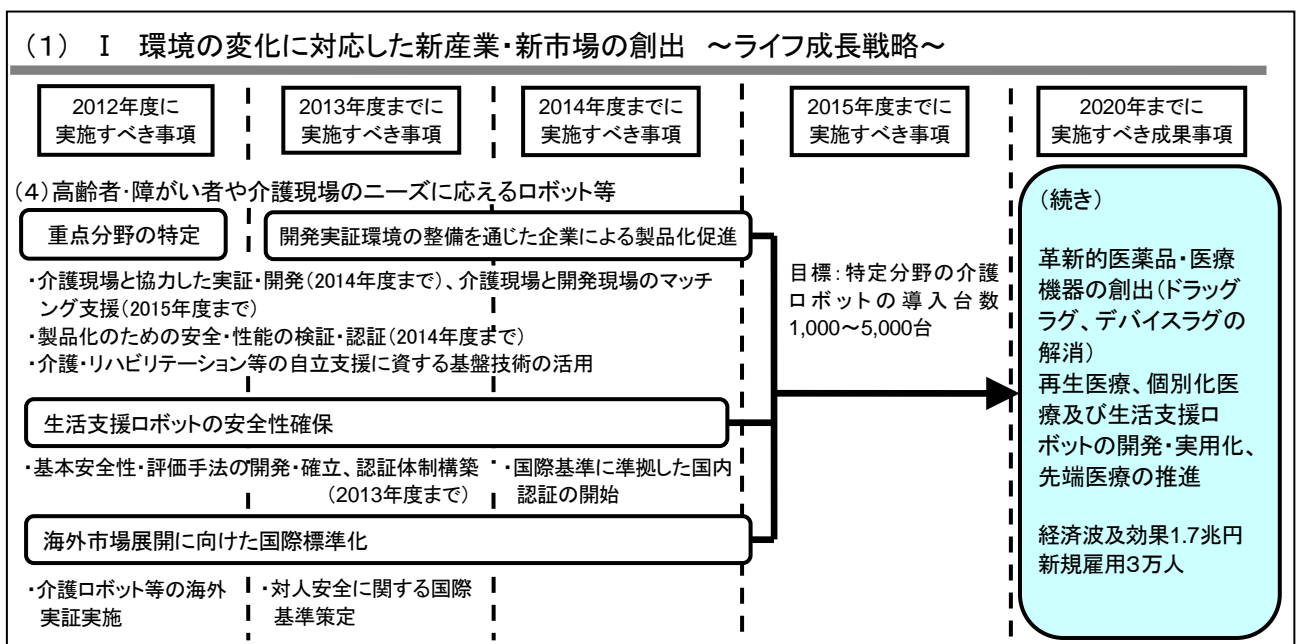 (1) Ⅰ 環境の変化に対応した新産業・新市場の創出 ～ライフ成長戦略～
2012年度に
実施すべき事項
2013年度までに
実施すべき事項
2014年度までに
実施すべき事項
2015年度までに
実施すべき事項
2020年までに
実施すべき成果事項
(4)高齢者・障がい者や介護現場のニーズに応えるロボット等
重点分野の特定
開発実証環境の整備を通じた企業による製品化促進
・介護現場と協力した実証・開発(2014年度まで)、介護現場と開発現場のマッチ
ング支援(2015年度まで)
・製品化のための安全・性能の検証・認証(2014年度まで)
・介護・リハビリテーション等の自立支援に資する基盤技術の活用
生活支援ロボットの安全性確保
・基本安全性・評価手法の開発・確立、認証体制構築
(2013年度まで)
・国際基準に準拠した国内
認証の開始
海外市場展開に向けた国際標準化
・介護ロボット等の海外
実証実施
・対人安全に関する国際
基準策定
目標：特定分野の介護
ロボットの導入台数
1,000～5,000台
(続き)
革新的医薬品・医療
機器の創出(ドラッグ
ラグ、デバイスラグの
解消)
再生医療、個別化医
療及び生活支援ロ
ボットの開発・実用化、
先端医療の推進
経済波及効果1.7兆円
新規雇用3万人